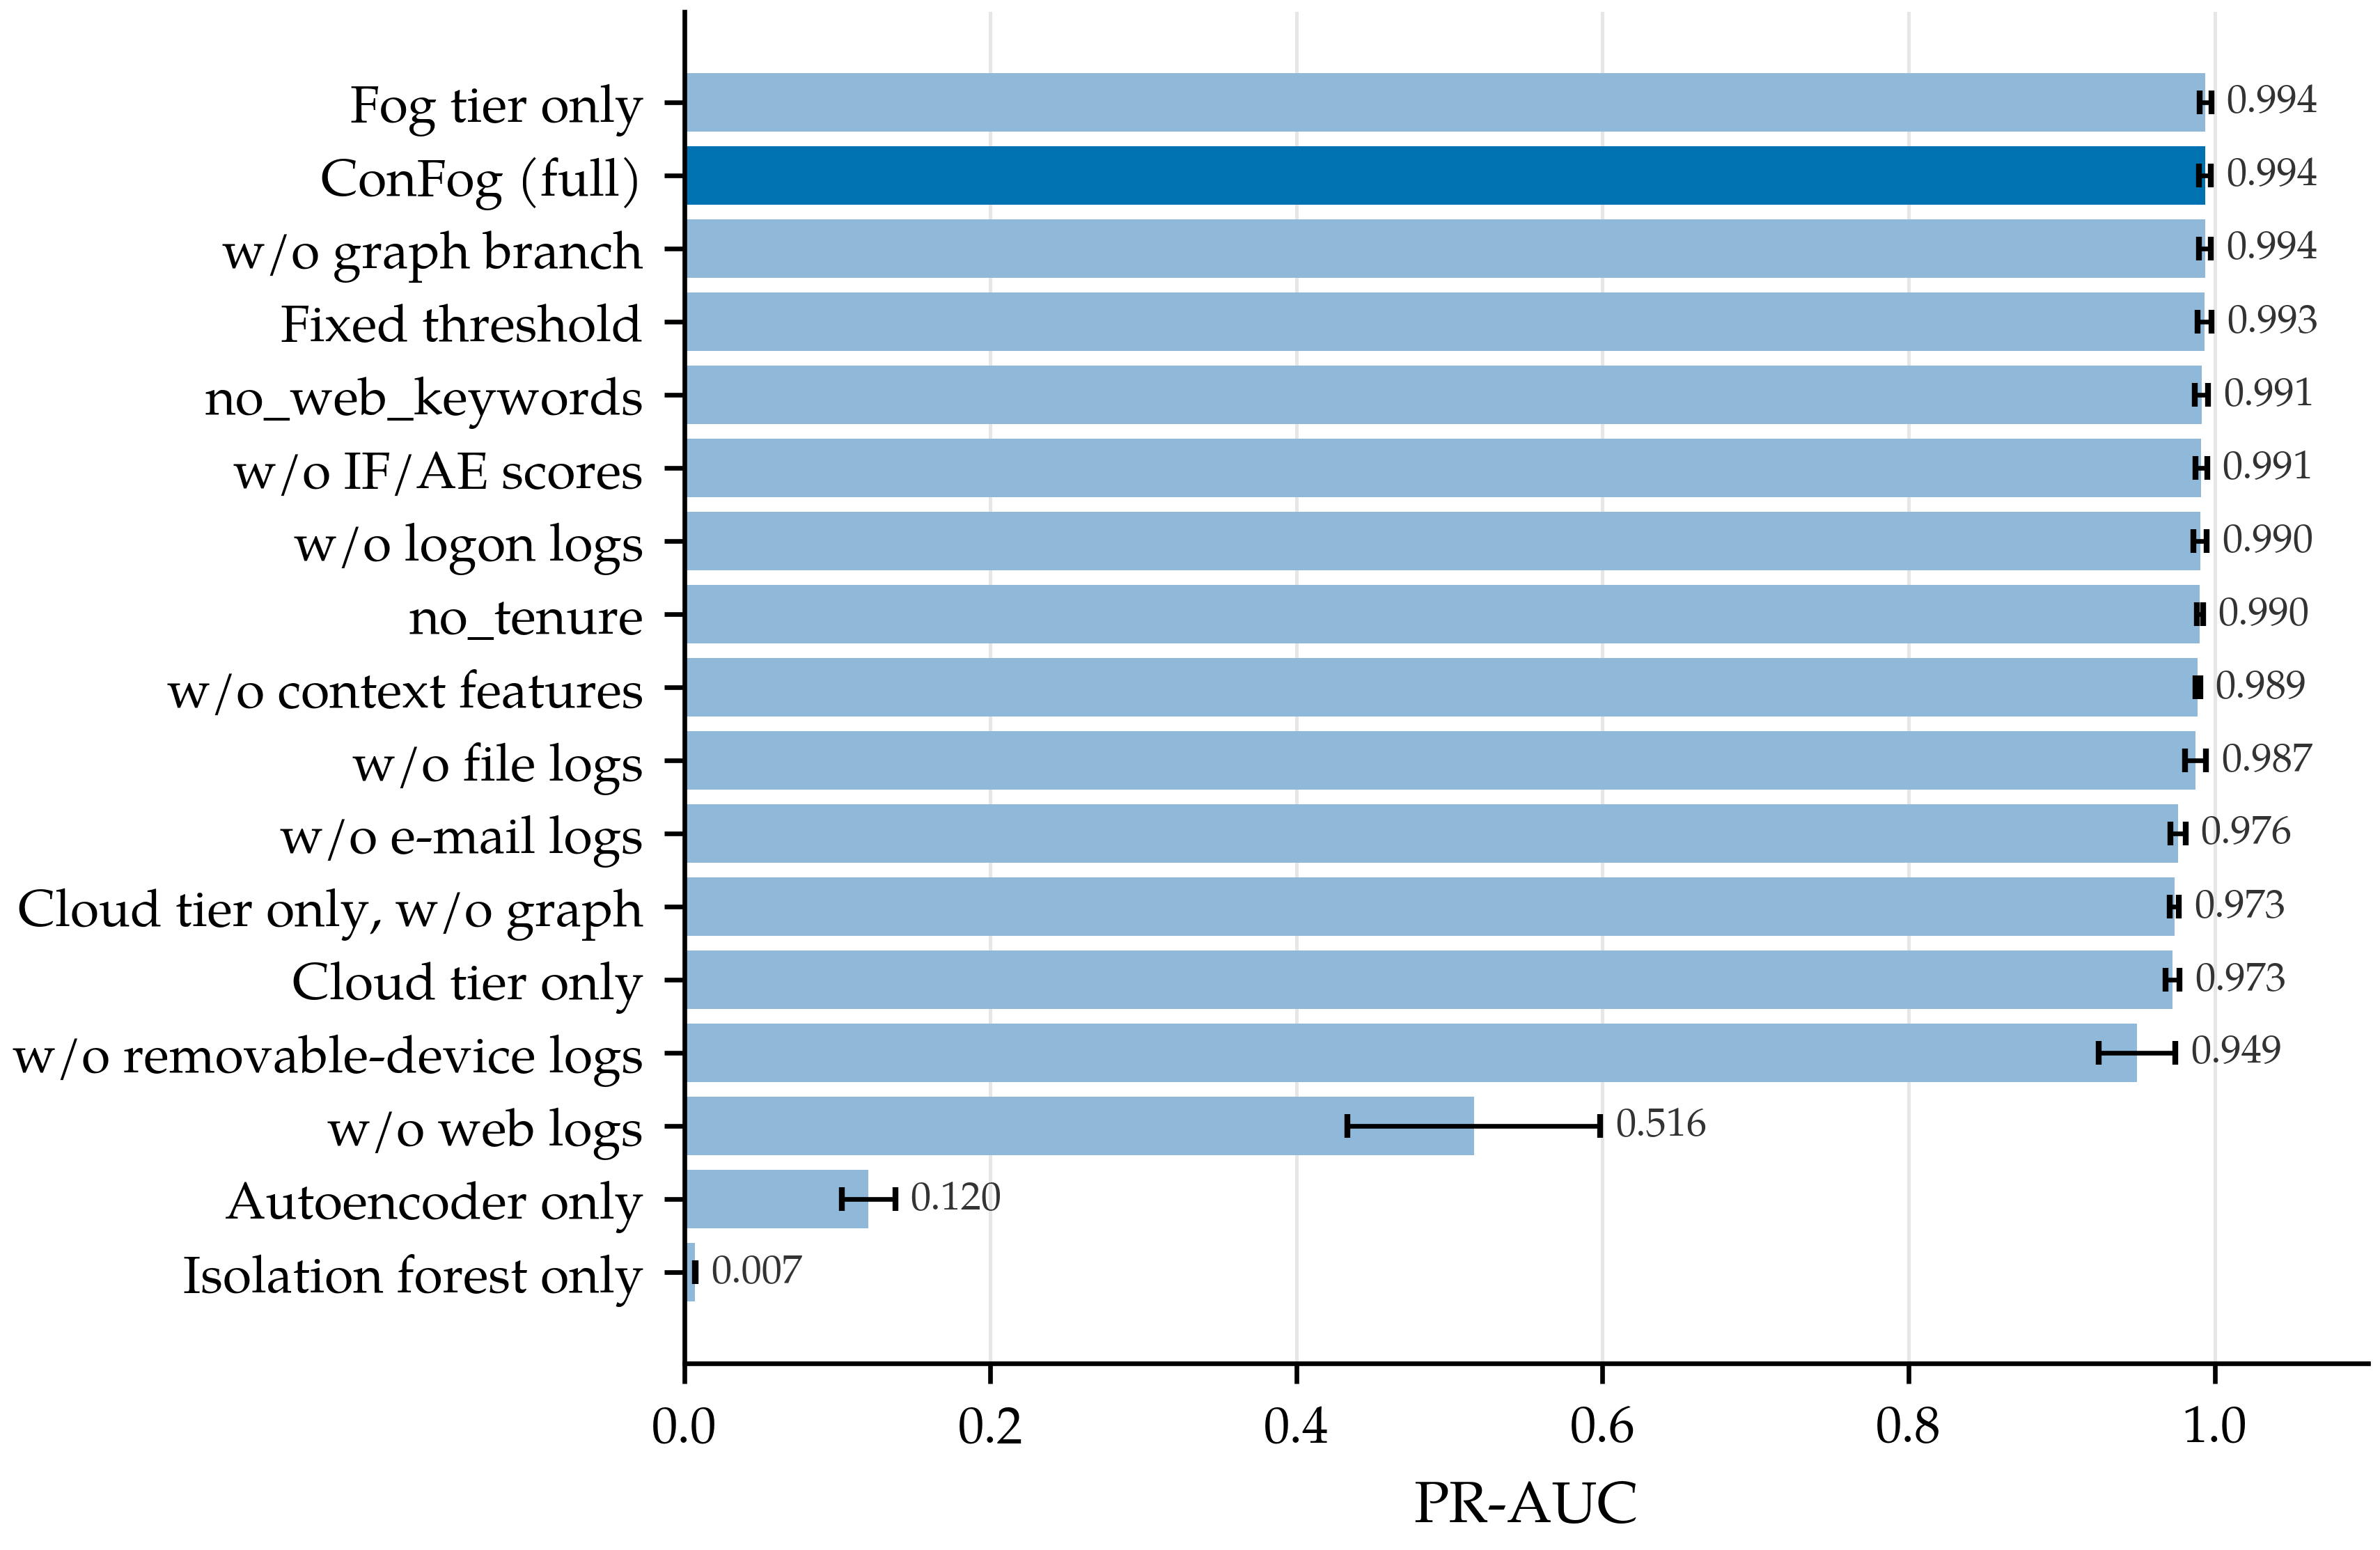 Fog tier only 0.994
ConFog (full) 0.994
w/o graph branch 0.994
Fixed threshold 0.993
no_web_keywords 0.991
w/o IF/AE scores 0.991
w/o logon logs 0.990
no_tenure 0.990
w/o context features 0.989
w/o file logs 0.987
w/o e-mail logs 0.976
Cloud tier only, w/o graph 0.973
Cloud tier only 0.973
w/o removable-device logs 0.949
w/o web logs 0.516
Autoencoder only 0.120
Isolation forest only 0.007
0.0 0.2 0.4 0.6 0.8 1.0
PR-AUC